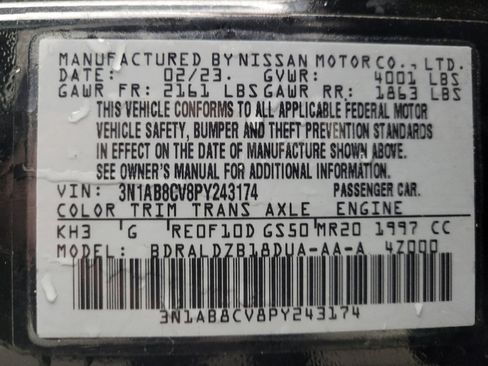 MANUFACTURED BY NISSAN MOTOR CO., LTD.
DATE: 02/23. GVWR: 4001 LBS
GAWR FR: 2161 LBS GAWR RR: 1863 LBS
THIS VEHICLE CONFORMS TO ALL APPLICABLE FEDERAL MOTOR
VEHICLE SAFETY, BUMPER AND THEFT PREVENTION STANDARDS
IN EFFECT ON THE DATE OF MANUFACTURE SHOWN ABOVE.
SEE OWNER'S MANUAL FOR ADDITIONAL INFORMATION.
VIN: 3N1AB8CV8PY243174 PASSENGER CAR.
COLOR TRIM TRANS AXLE ENGINE
KH3 G RE0F10D GS50 MR20 1997 CC
MODEL: BDRALDZB18DUA-AA-A 4Z000
3N1AB8CV8PY243174